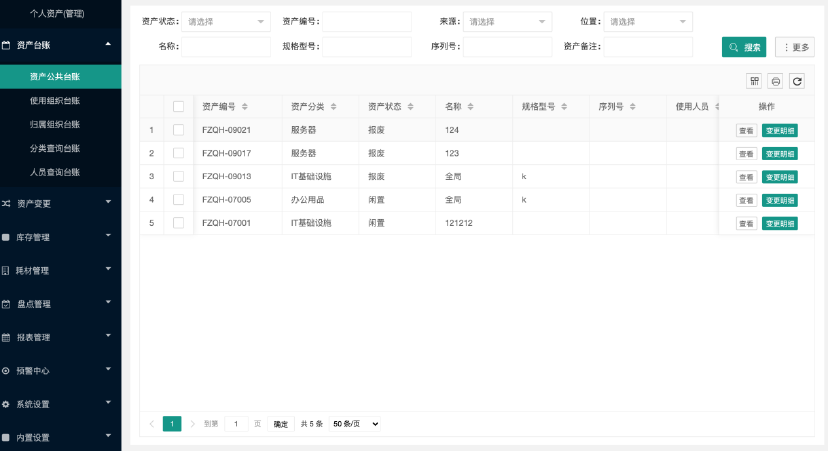 个人资产(管理)
资产台账
资产公共台账
使用组织台账
归属组织台账
分类查询台账
人员查询台账
资产变更
库存管理
耗材管理
盘点管理
报表管理
预警中心
系统设置
内置设置
资产状态: 请选择 资产编号: 来源: 请选择 位置: 请选择
名称: 规格型号: 序列号: 资产备注: 搜索 更多
资产编号 资产分类 资产状态 名称 规格型号 序列号 使用人员 操作
1 FZQH-09021 服务器 报废 124 查看 变更明细
2 FZQH-09017 服务器 报废 123 查看 变更明细
3 FZQH-09013 IT基础设施 报废 全局 k 查看 变更明细
4 FZQH-07005 办公用品 闲置 全局 k 查看 变更明细
5 FZQH-07001 IT基础设施 闲置 121212 查看 变更明细
1 到第 1 页 确定 共 5 条 50 条/页